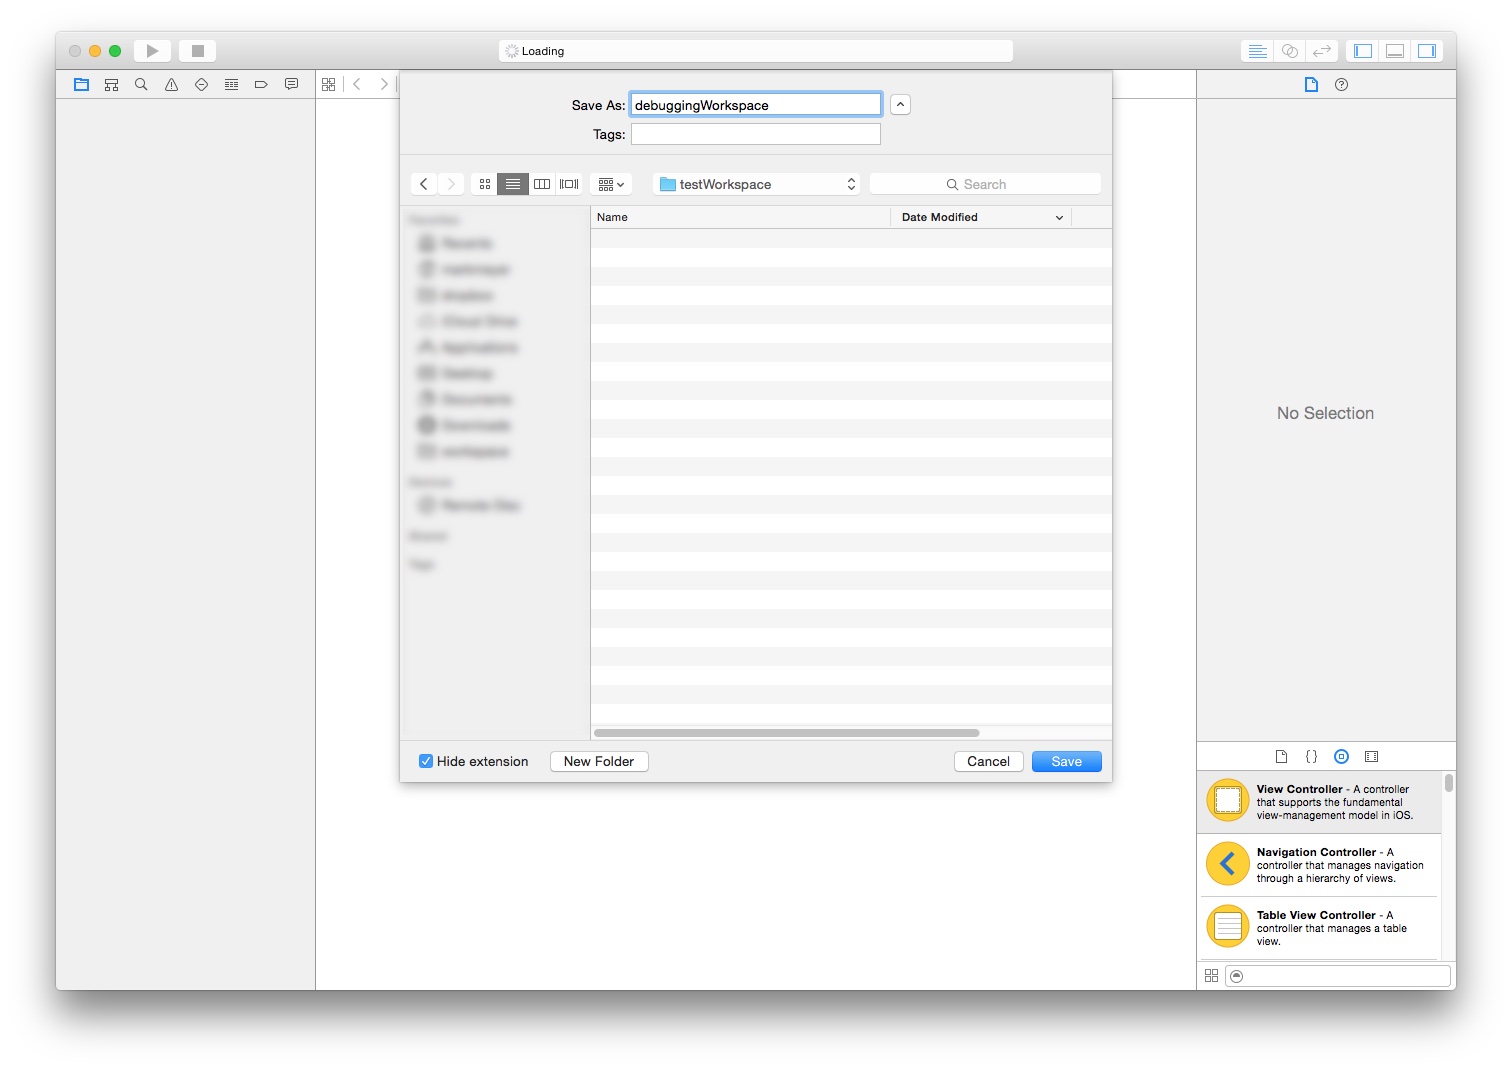 Loading
Save As: debuggingWorkspace
Tags:
testWorkspace
Search
Name
Date Modified
No Selection
Hide extension
New Folder
Cancel
Save
View Controller - A controller
that supports the fundamental
view-management model in iOS.
Navigation Controller - A
controller that manages navigation
through a hierarchy of views.
Table View Controller - A
controller that manages a table
view.